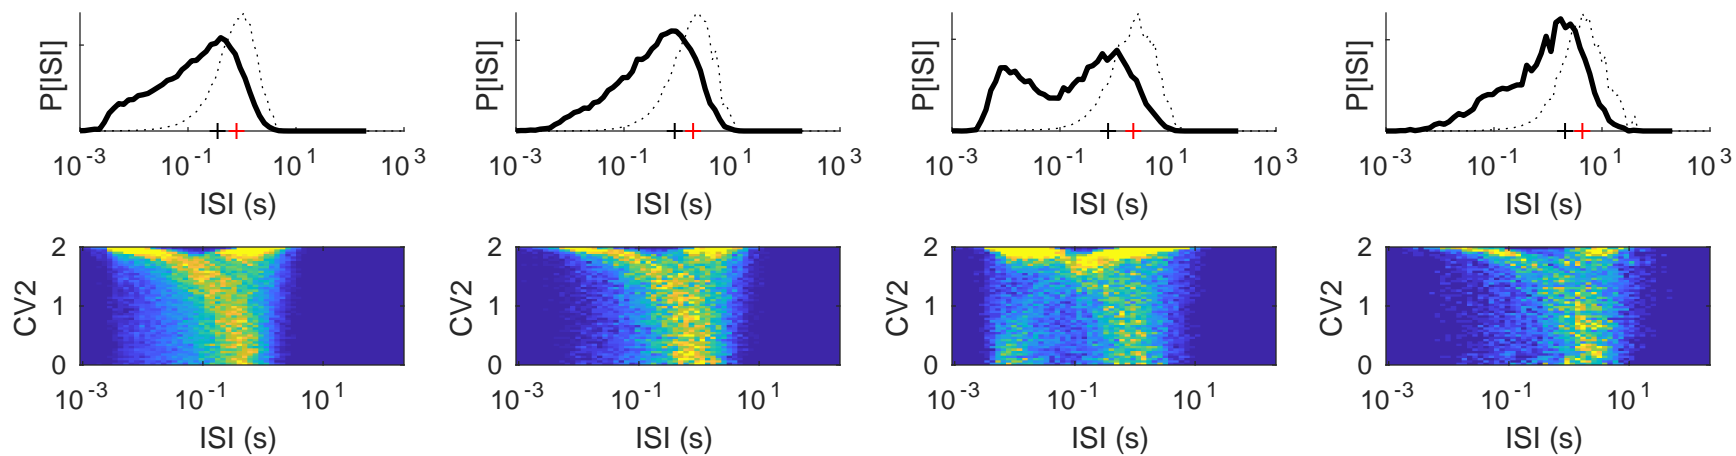 P[ISI] P[ISI] P[ISI] P[ISI]
10-3 10-1 101 103 10-3 10-1 101 103 10-3 10-1 101 103 10-3 10-1 101 103
ISI (s) ISI (s) ISI (s) ISI (s)
2 2 2 2
CV2 1 CV2 1 CV2 1 CV2 1
0 0 0 0
10-3 10-1 101 10-3 10-1 101 10-3 10-1 101 10-3 10-1 101
ISI (s) ISI (s) ISI (s) ISI (s)